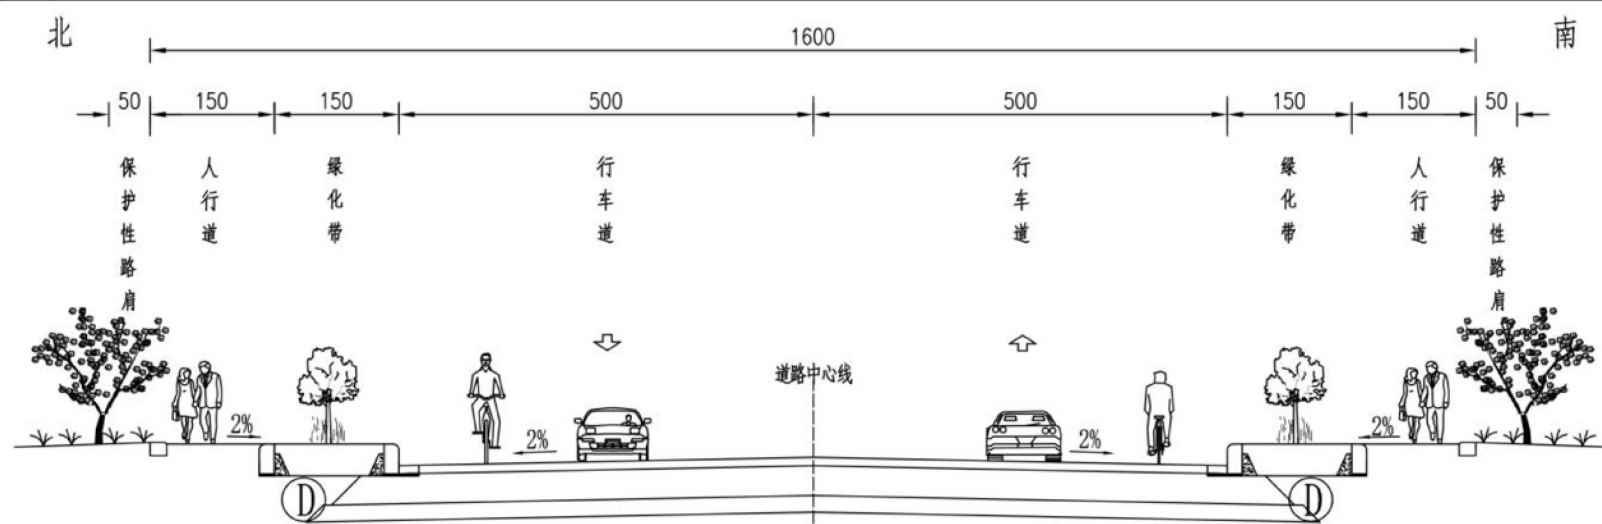 北
南
1600
50
150
150
500
500
150
150
50
保护性路肩
人行道
绿化带
行车道
行车道
绿化带
人行道
保护性路肩
道路中心线
2%
2%
2%
2%
D
D